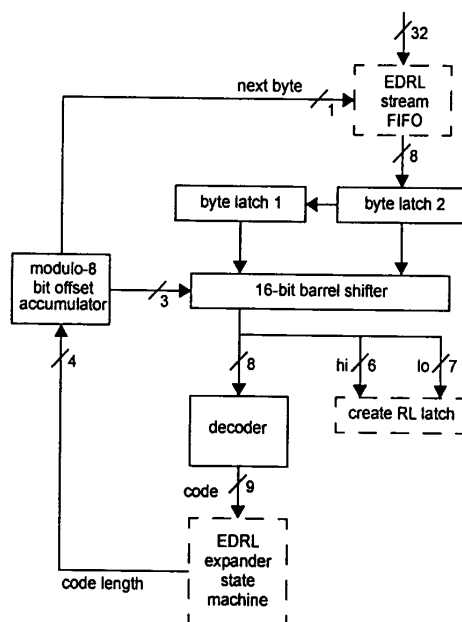 32
EDRL
stream
FIFO
next byte
1
8
byte latch 1
byte latch 2
modulo-8
bit offset
accumulator
3
16-bit barrel shifter
4
8
hi
6
lo
7
decoder
create RL latch
code
9
EDRL
expander
state
machine
code length